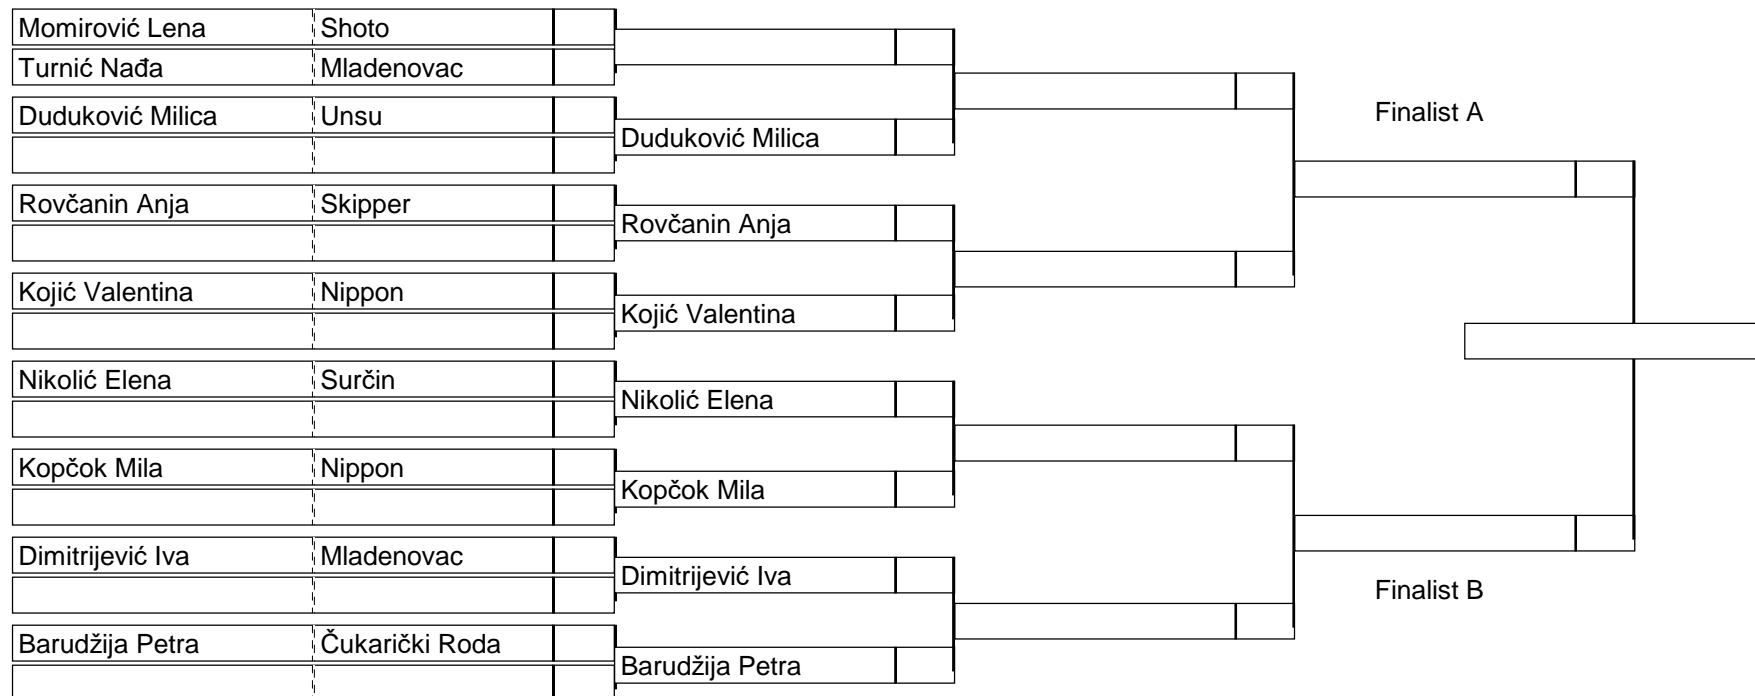 Momirović Lena Shoto
Turnić Nađa Mladenovac
Duduković Milica Unsu
Rovčanin Anja Skipper
Kojić Valentina Nippon
Nikolić Elena Surčin
Kopčok Mila Nippon
Dimitrijević Iva Mladenovac
Barudžija Petra Čukarički Roda
Duduković Milica
Rovčanin Anja
Kojić Valentina
Nikolić Elena
Kopčok Mila
Dimitrijević Iva
Barudžija Petra
Finalist A
Finalist B